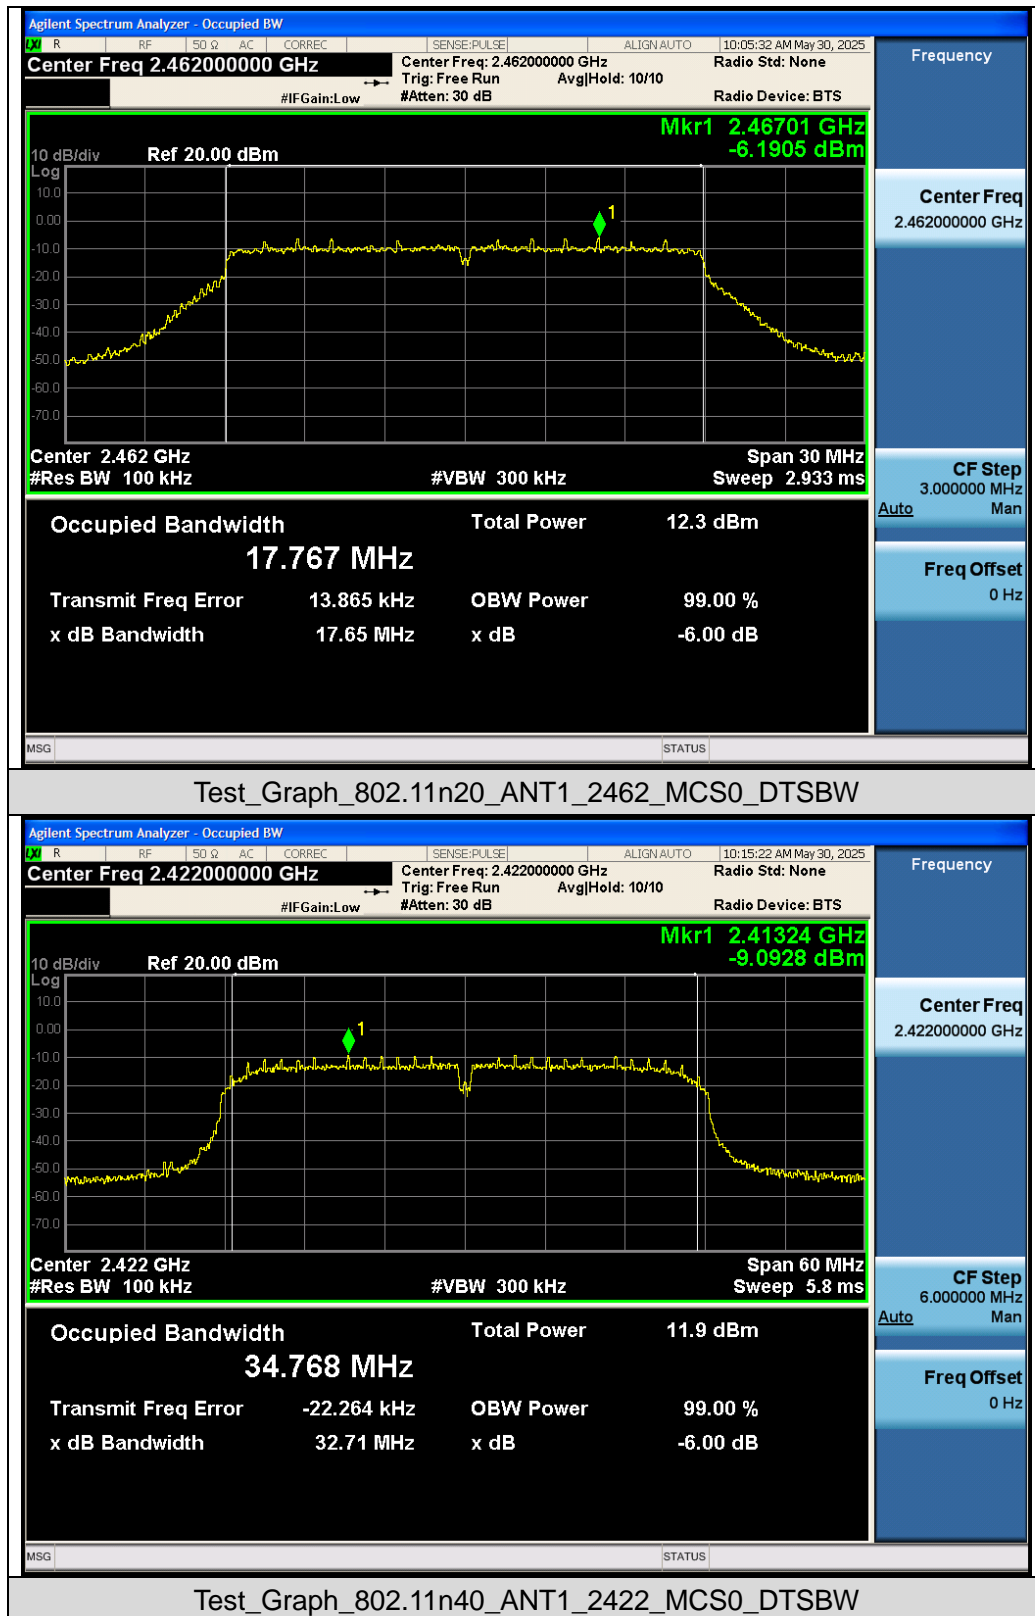 Agilent Spectrum Analyzer - Occupied BW
LXI R RF 50 Ω AC CORREC SENSE:PULSE ALIGN AUTO 10:05:32 AM May 30, 2025
Center Freq 2.462000000 GHz
Center Freq: 2.462000000 GHz
Radio Std: None
Trig: Free Run Avg|Hold: 10/10
#IFGain:Low
#Atten: 30 dB
Radio Device: BTS
Frequency
Mkr1 2.46701 GHz
-6.1905 dBm
10 dB/div Ref 20.00 dBm
Log
10.0
0.00
-10.0
-20.0
-30.0
-40.0
-50.0
-60.0
-70.0
1
Center Freq
2.462000000 GHz
Center 2.462 GHz
Span 30 MHz
#Res BW 100 kHz
#VBW 300 kHz
Sweep 2.933 ms
CF Step
3.000000 MHz
Auto Man
Occupied Bandwidth
Total Power 12.3 dBm
17.767 MHz
Freq Offset
0 Hz
Transmit Freq Error 13.865 kHz
OBW Power 99.00 %
x dB Bandwidth 17.65 MHz
x dB -6.00 dB
MSG STATUS
Test_Graph_802.11n20_ANT1_2462_MCS0_DTSBW
Agilent Spectrum Analyzer - Occupied BW
LXI R RF 50 Ω AC CORREC SENSE:PULSE ALIGN AUTO 10:15:22 AM May 30, 2025
Center Freq 2.422000000 GHz
Center Freq: 2.422000000 GHz
Radio Std: None
Trig: Free Run Avg|Hold: 10/10
#IFGain:Low
#Atten: 30 dB
Radio Device: BTS
Frequency
Mkr1 2.41324 GHz
-9.0928 dBm
10 dB/div Ref 20.00 dBm
Log
10.0
0.00
-10.0
-20.0
-30.0
-40.0
-50.0
-60.0
-70.0
1
Center Freq
2.422000000 GHz
Center 2.422 GHz
Span 60 MHz
#Res BW 100 kHz
#VBW 300 kHz
Sweep 5.8 ms
CF Step
6.000000 MHz
Auto Man
Occupied Bandwidth
Total Power 11.9 dBm
34.768 MHz
Freq Offset
0 Hz
Transmit Freq Error -22.264 kHz
OBW Power 99.00 %
x dB Bandwidth 32.71 MHz
x dB -6.00 dB
MSG STATUS
Test_Graph_802.11n40_ANT1_2422_MCS0_DTSBW